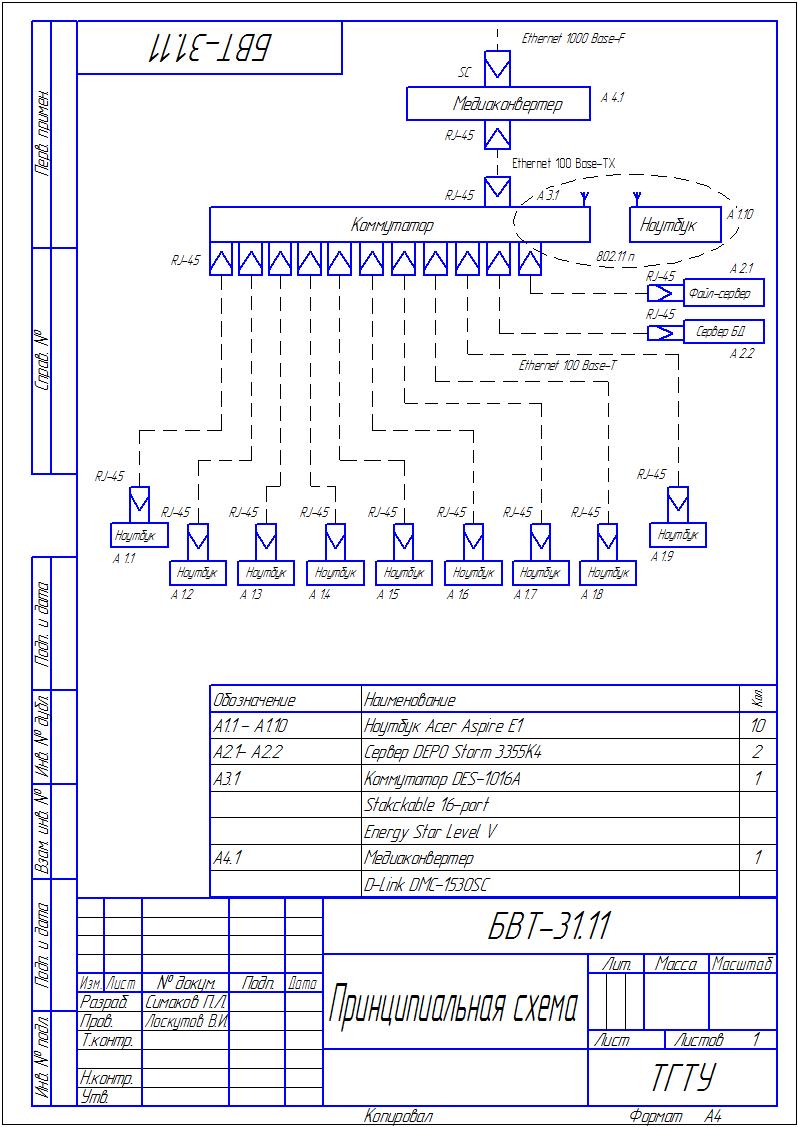 БВТ-31.11
Ethernet 1000 Base-F
SC
Медиаконвертер
А 4.1
RJ-45
Ethernet 100 Base-TX
RJ-45
А 3.1
Коммутатор
Ноутбук
А 1.10
802.11 n
RJ-45
А 2.1
RJ-45
Файл-сервер
RJ-45
Сервер БД
А 2.2
Ethernet 100 Base-T
RJ-45
RJ-45
Ноутбук
Ноутбук
А 1.1
А 1.9
RJ-45
RJ-45
RJ-45
RJ-45
RJ-45
RJ-45
RJ-45
Ноутбук
Ноутбук
Ноутбук
Ноутбук
Ноутбук
Ноутбук
Ноутбук
А 1.2
А 1.3
А 1.4
А 1.5
А 1.6
А 1.7
А 1.8
Перв. примен.
Справ. №
Подп. и дата
Инв. № дубл.
Взам. инв. №
Подп. и дата
Инв. № подл.
Обозначение Наименование Кол.
А1.1 - А1.10 Ноутбук Acer Aspire E1 10
А2.1- А2.2 Сервер DEPO Storm 3355K4 2
А3.1 Коммутатор DES-1016A 1
Stakckable 16-port
Energy Star Level V
А4.1 Медиаконвертер 1
D-Link DMC-1530SC
БВТ-31.11
Изм. Лист № докум. Подп. Дата
Разраб. Симаков П.Л.
Пров. Лоскутов В.И.
Т.контр.
Н.контр.
Утв.
Принципиальная схема
Лит. Масса Масштаб
Лист Листов 1
ТГТУ
Копировал Формат А4